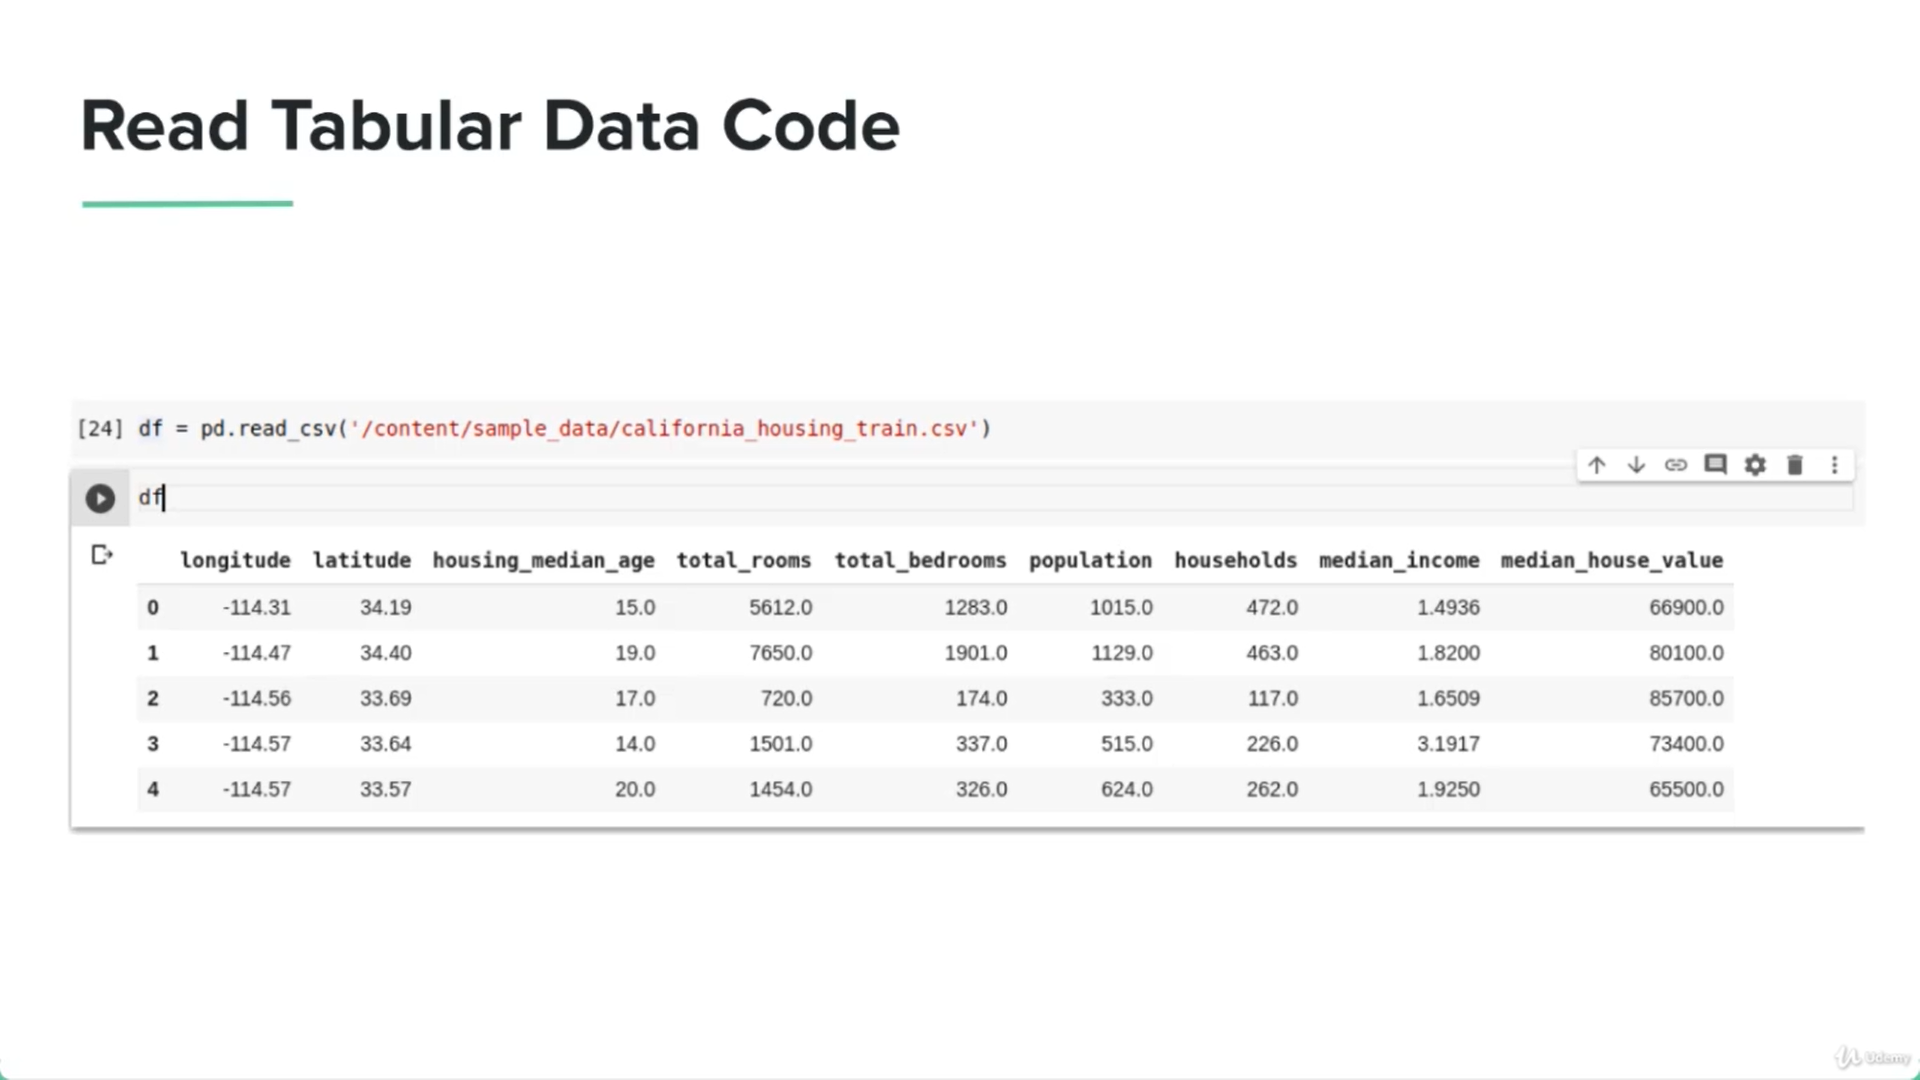 Read Tabular Data Code
[24] df = pd.read_csv('/content/sample_data/california_housing_train.csv')
df
longitude latitude housing_median_age total_rooms total_bedrooms population households median_income median_house_value
0 -114.31 34.19 15.0 5612.0 1283.0 1015.0 472.0 1.4936 66900.0
1 -114.47 34.40 19.0 7650.0 1901.0 1129.0 463.0 1.8200 80100.0
2 -114.56 33.69 17.0 720.0 174.0 333.0 117.0 1.6509 85700.0
3 -114.57 33.64 14.0 1501.0 337.0 515.0 226.0 3.1917 73400.0
4 -114.57 33.57 20.0 1454.0 326.0 624.0 262.0 1.9250 65500.0
Udemy